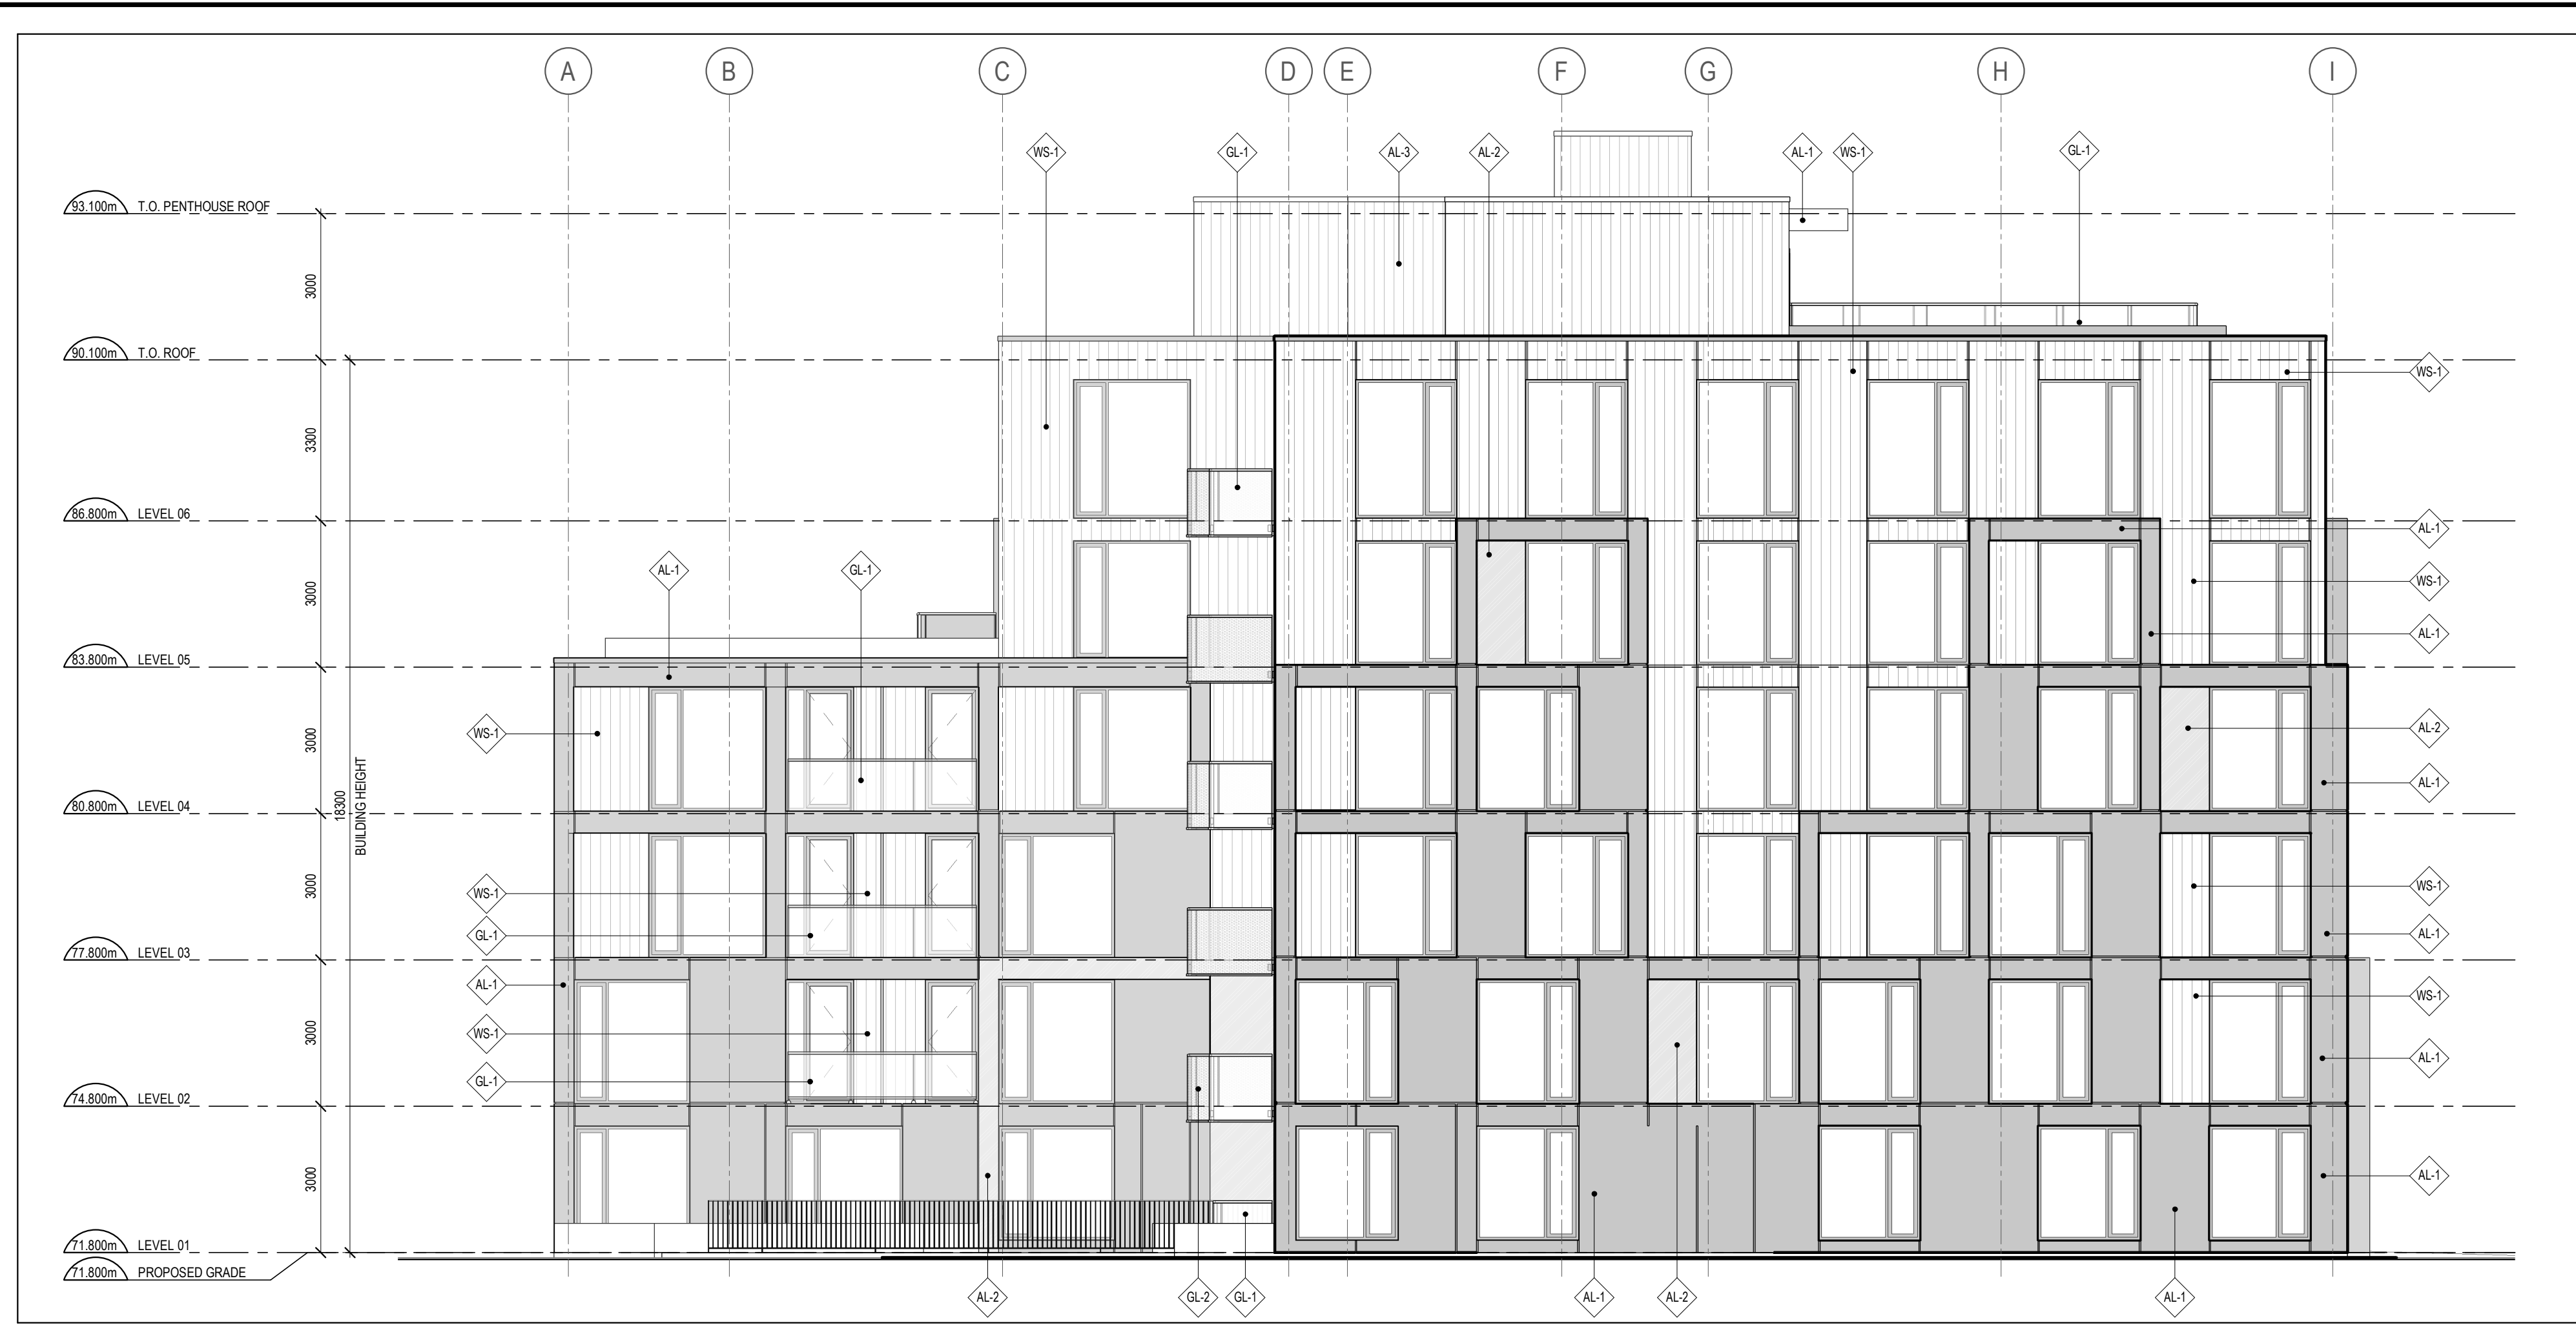 A B C D E F G H I
WS-1 GL-1 AL-3 AL-2 AL-1 WS-1 GL-1
93.100m T.O. PENTHOUSE ROOF
3000
90.100m T.O. ROOF
WS-1
3300
86.800m LEVEL 06
AL-1
AL-1 GL-1
3000
WS-1
AL-1
83.800m LEVEL 05
WS-1
3000
AL-2
AL-1
80.800m LEVEL 04
18300
BUILDING HEIGHT
3000
WS-1
WS-1
GL-1
AL-1
77.800m LEVEL 03
AL-1
WS-1
3000
WS-1
AL-1
GL-1
74.800m LEVEL 02
3000
AL-1
71.800m LEVEL 01
71.800m PROPOSED GRADE
AL-2 GL-2 GL-1 AL-1 AL-2 AL-1